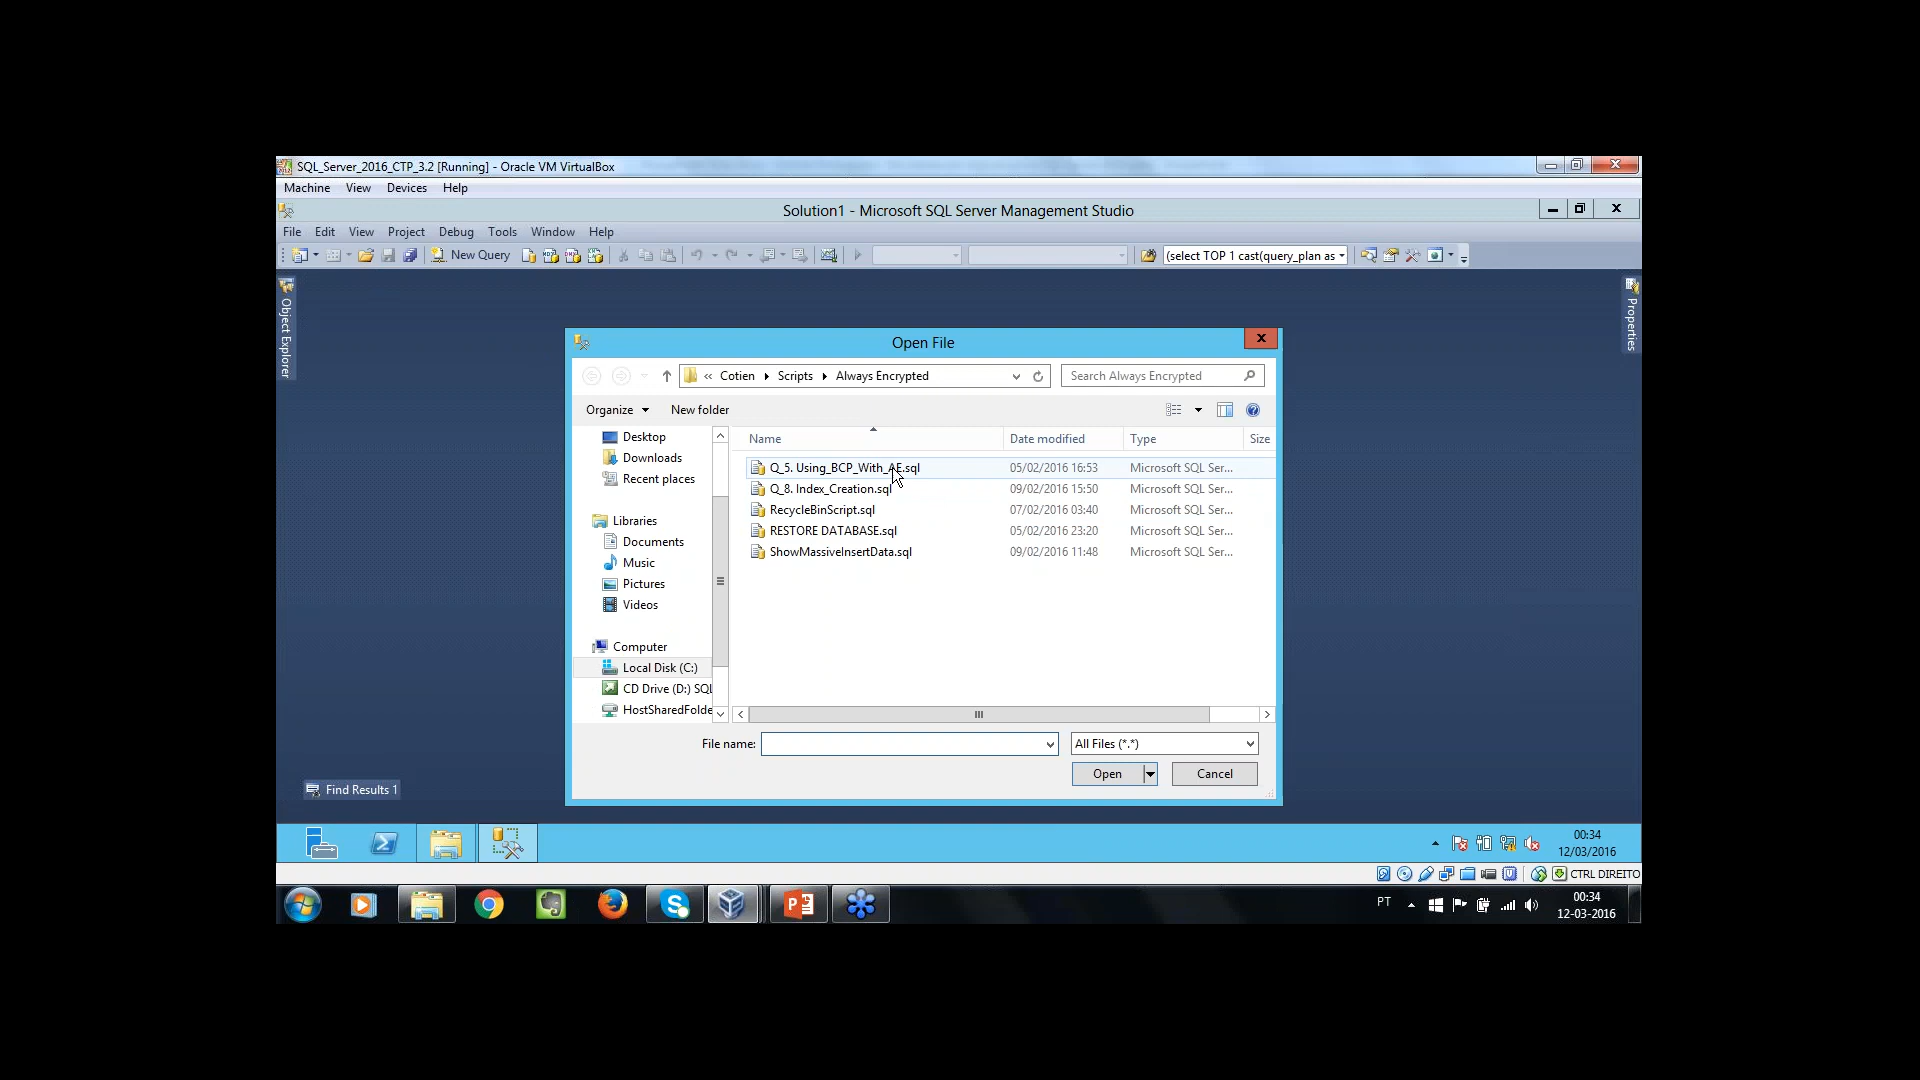 SQL_Server_2016_CTP_3.2 [Running] - Oracle VM VirtualBox
Machine View Devices Help
Solution1 - Microsoft SQL Server Management Studio
File Edit View Project Debug Tools Window Help
New Query (select TOP 1 cast(query_plan as
Object Explorer
Properties
Open File
« Cotien Scripts Always Encrypted Search Always Encrypted
Organize New folder
Name Date modified Type Size
Desktop
Downloads
Recent places
Libraries
Documents
Music
Pictures
Videos
Computer
Local Disk (C:)
CD Drive (D:) SQL
HostSharedFolde
Q_5. Using_BCP_With_AE.sql 05/02/2016 16:53 Microsoft SQL Ser...
Q_8. Index_Creation.sql 09/02/2016 15:50 Microsoft SQL Ser...
RecycleBinScript.sql 07/02/2016 03:40 Microsoft SQL Ser...
RESTORE DATABASE.sql 05/02/2016 23:20 Microsoft SQL Ser...
ShowMassiveInsertData.sql 09/02/2016 11:48 Microsoft SQL Ser...
File name: All Files (*.*)
Open Cancel
Find Results 1
00:34
12/03/2016
CTRL DIREITO
PT
00:34
12-03-2016